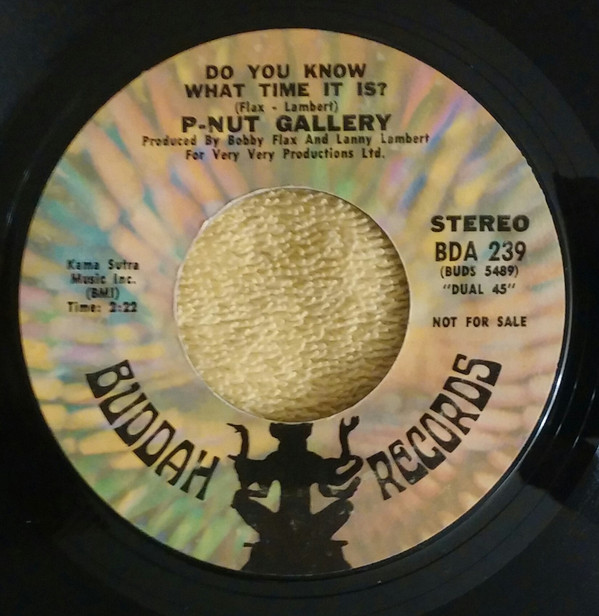 DO YOU KNOW
WHAT TIME IT IS?
(Flax - Lambert)
P-NUT GALLERY
Produced By Bobby Flax And Lanny Lambert
For Very Very Productions Ltd.
Kama Sutra
Music Inc.
(BMI)
Time: 2:22
STEREO
BDA 239
(BUDS 5489)
"DUAL 45"
NOT FOR SALE
BUDDAH RECORDS